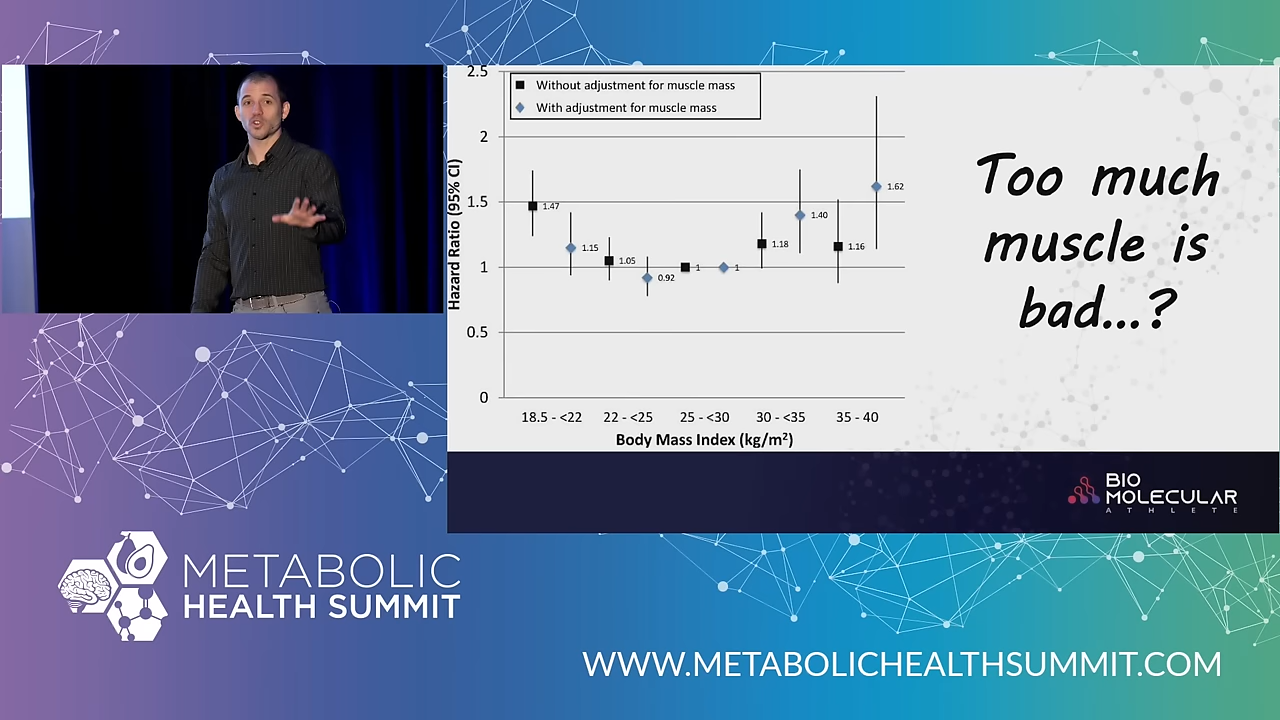 2.5
2
1.5
1
0.5
0
Hazard Ratio (95% CI)
Without adjustment for muscle mass
With adjustment for muscle mass
1.47
1.15
1.05
0.92
1
1
1.18
1.40
1.16
1.62
18.5 - <22
22 - <25
25 - <30
30 - <35
35 - 40
Body Mass Index (kg/m²)
Too much
muscle is
bad...?
BIO
MOLECULAR
ATHLETE
METABOLIC
HEALTH SUMMIT
WWW.METABOLICHEALTHSUMMIT.COM